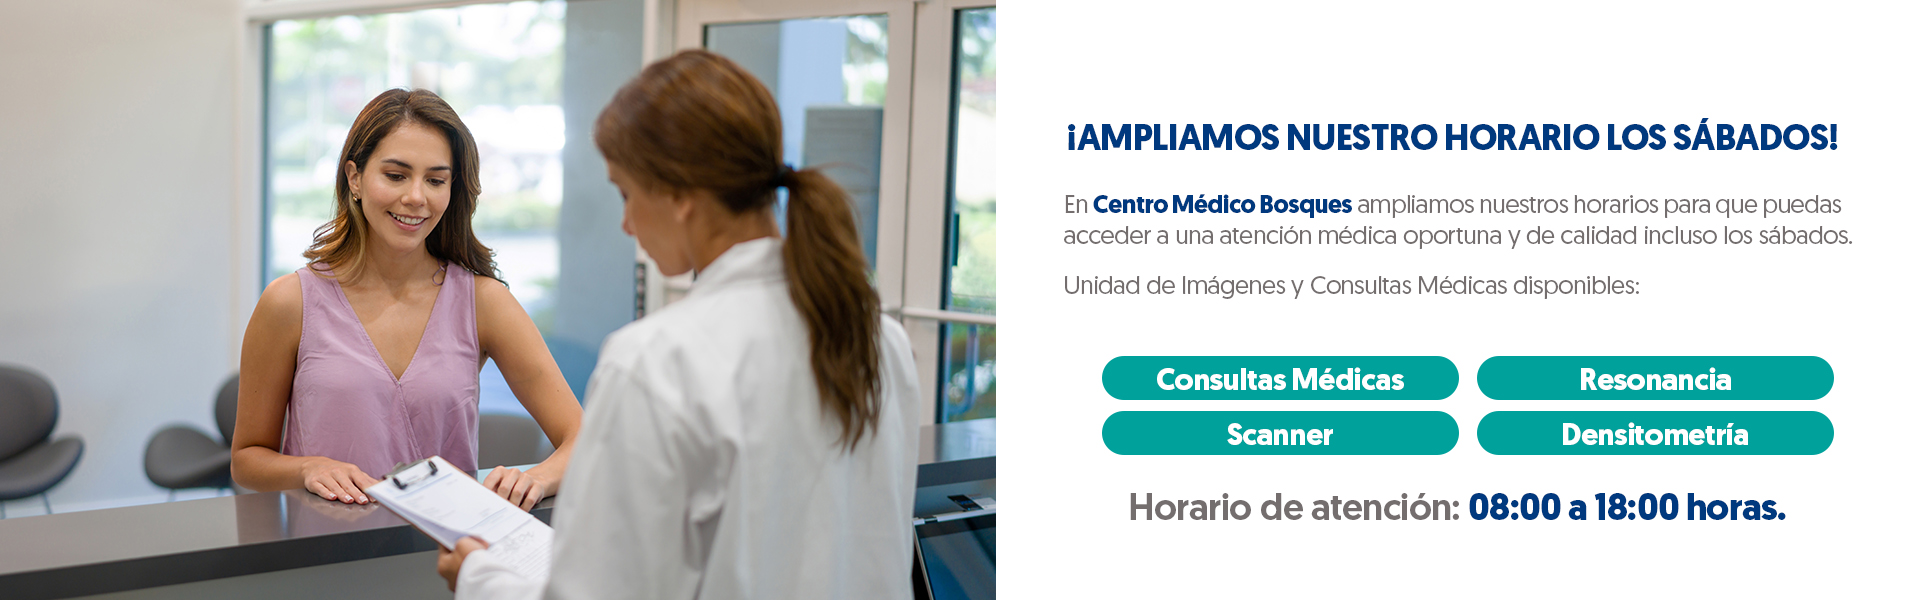 ¡AMPLIAMOS NUESTRO HORARIO LOS SÁBADOS!
En Centro Médico Bosques ampliamos nuestros horarios para que puedas
acceder a una atención médica oportuna y de calidad incluso los sábados.
Unidad de Imágenes y Consultas Médicas disponibles:
Consultas Médicas
Resonancia
Scanner
Densitometría
Horario de atención: 08:00 a 18:00 horas.